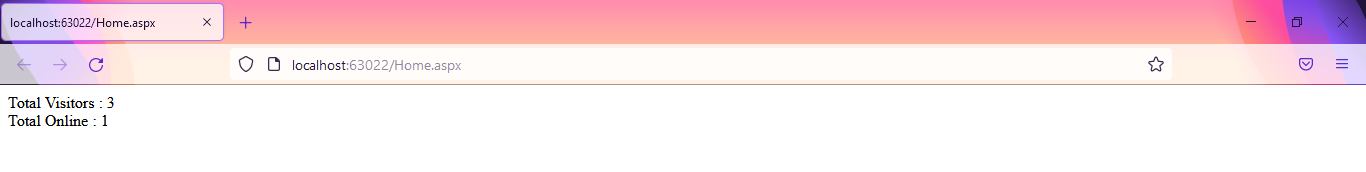 localhost:63022/Home.aspx
localhost:63022/Home.aspx
Total Visitors : 3
Total Online : 1